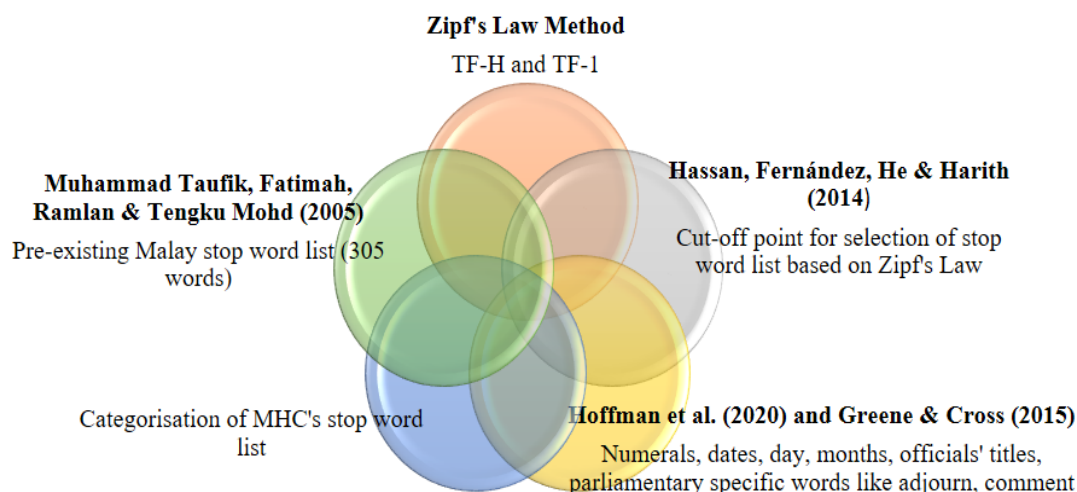 Zipf's Law Method
TF-H and TF-1
Muhammad Taufik, Fatimah,
Ramlan & Tengku Mohd (2005)
Pre-existing Malay stop word list (305
words)
Hassan, Fernández, He & Harith
(2014)
Cut-off point for selection of stop
word list based on Zipf's Law
Categorisation of MHC's stop word
list
Hoffman et al. (2020) and Greene & Cross (2015)
Numerals, dates, day, months, officials' titles,
parliamentary specific words like adjourn, comment